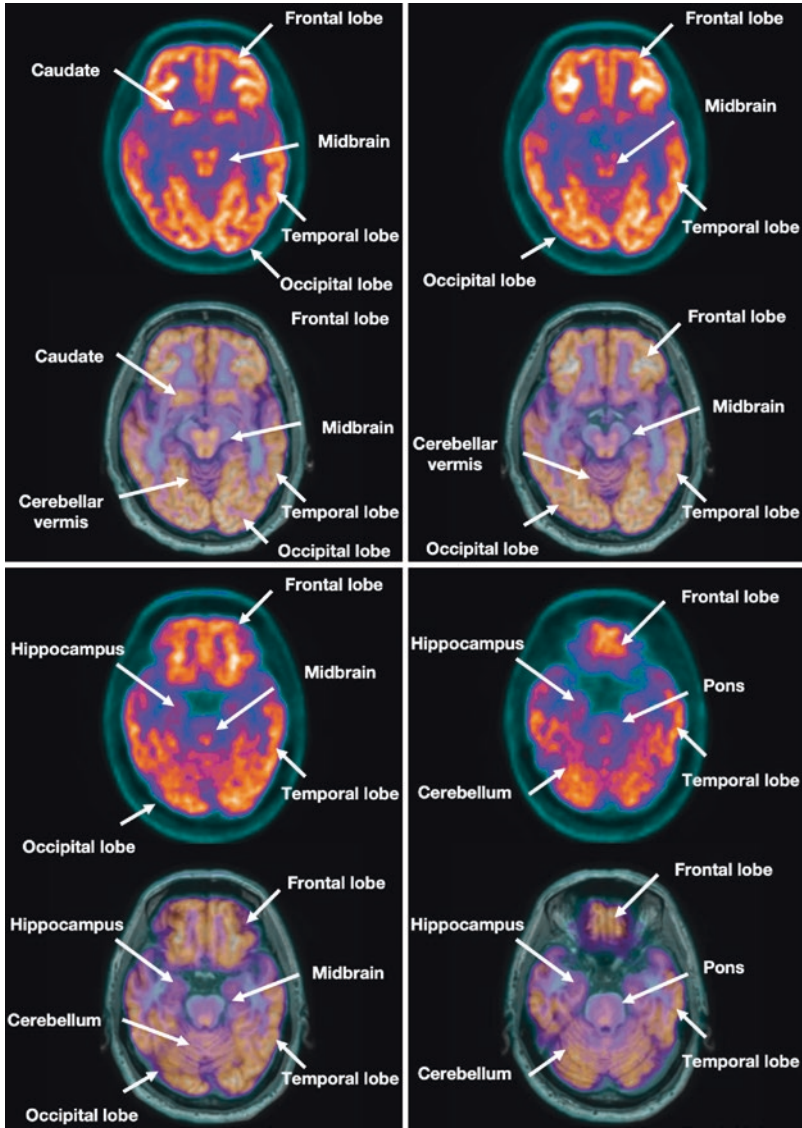 Frontal lobe
Caudate
Midbrain
Temporal lobe
Occipital lobe
Frontal lobe
Caudate
Midbrain
Cerebellar
vermis
Temporal lobe
Occipital lobe
Frontal lobe
Midbrain
Temporal lobe
Occipital lobe
Frontal lobe
Midbrain
Cerebellar
vermis
Temporal lobe
Occipital lobe
Frontal lobe
Hippocampus
Midbrain
Temporal lobe
Occipital lobe
Frontal lobe
Hippocampus
Midbrain
Cerebellum
Temporal lobe
Occipital lobe
Frontal lobe
Hippocampus
Pons
Temporal lobe
Cerebellum
Frontal lobe
Hippocampus
Pons
Temporal lobe
Cerebellum